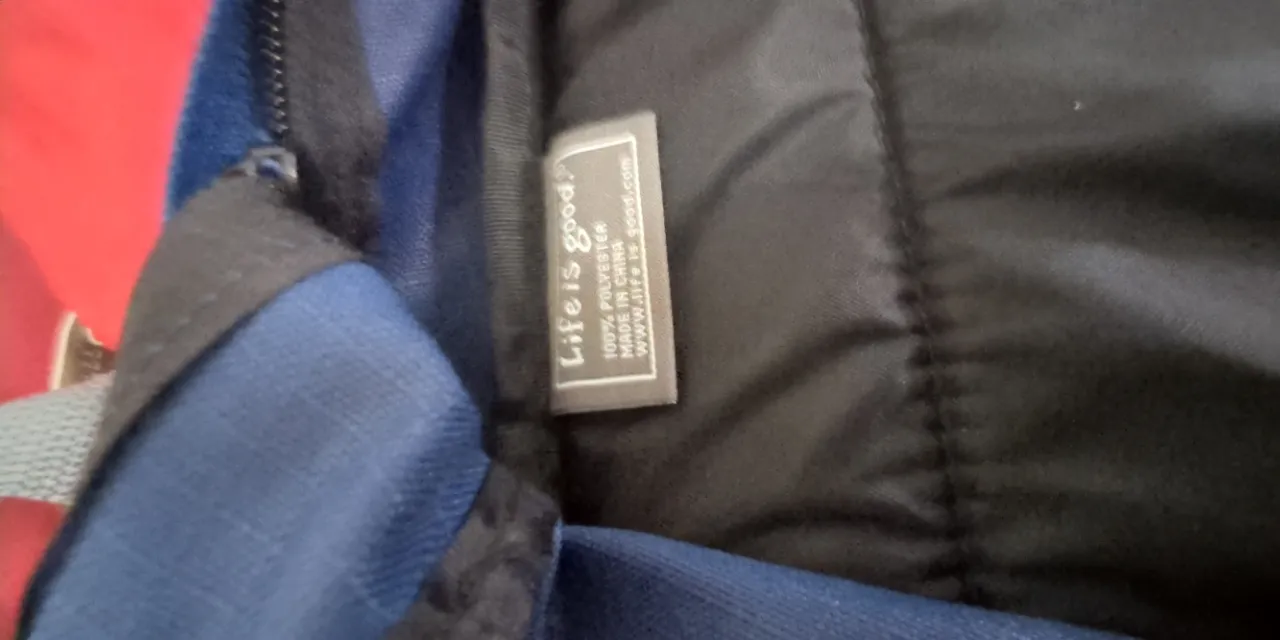 Life is good.®
100% POLYESTER
MADE IN CHINA
WWW.life is good.com